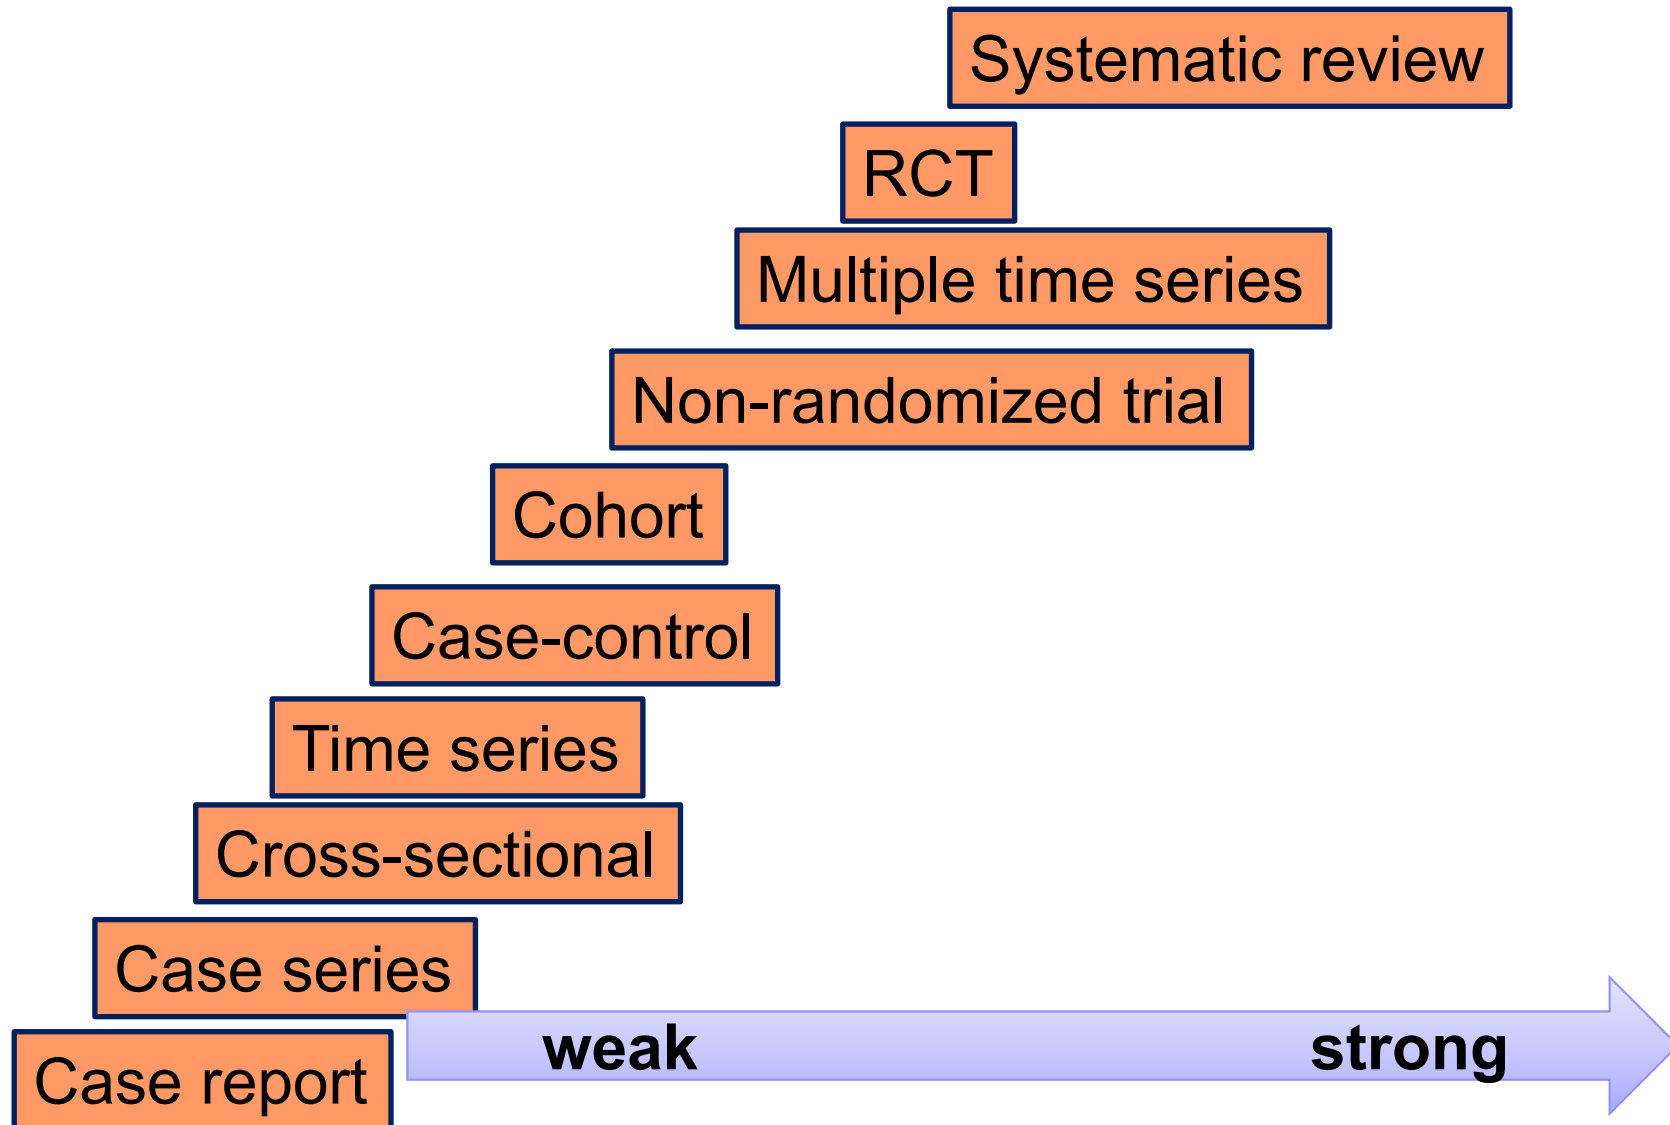 Systematic review
RCT
Multiple time series
Non-randomized trial
Cohort
Case-control
Time series
Cross-sectional
Case series
weak strong
Case report